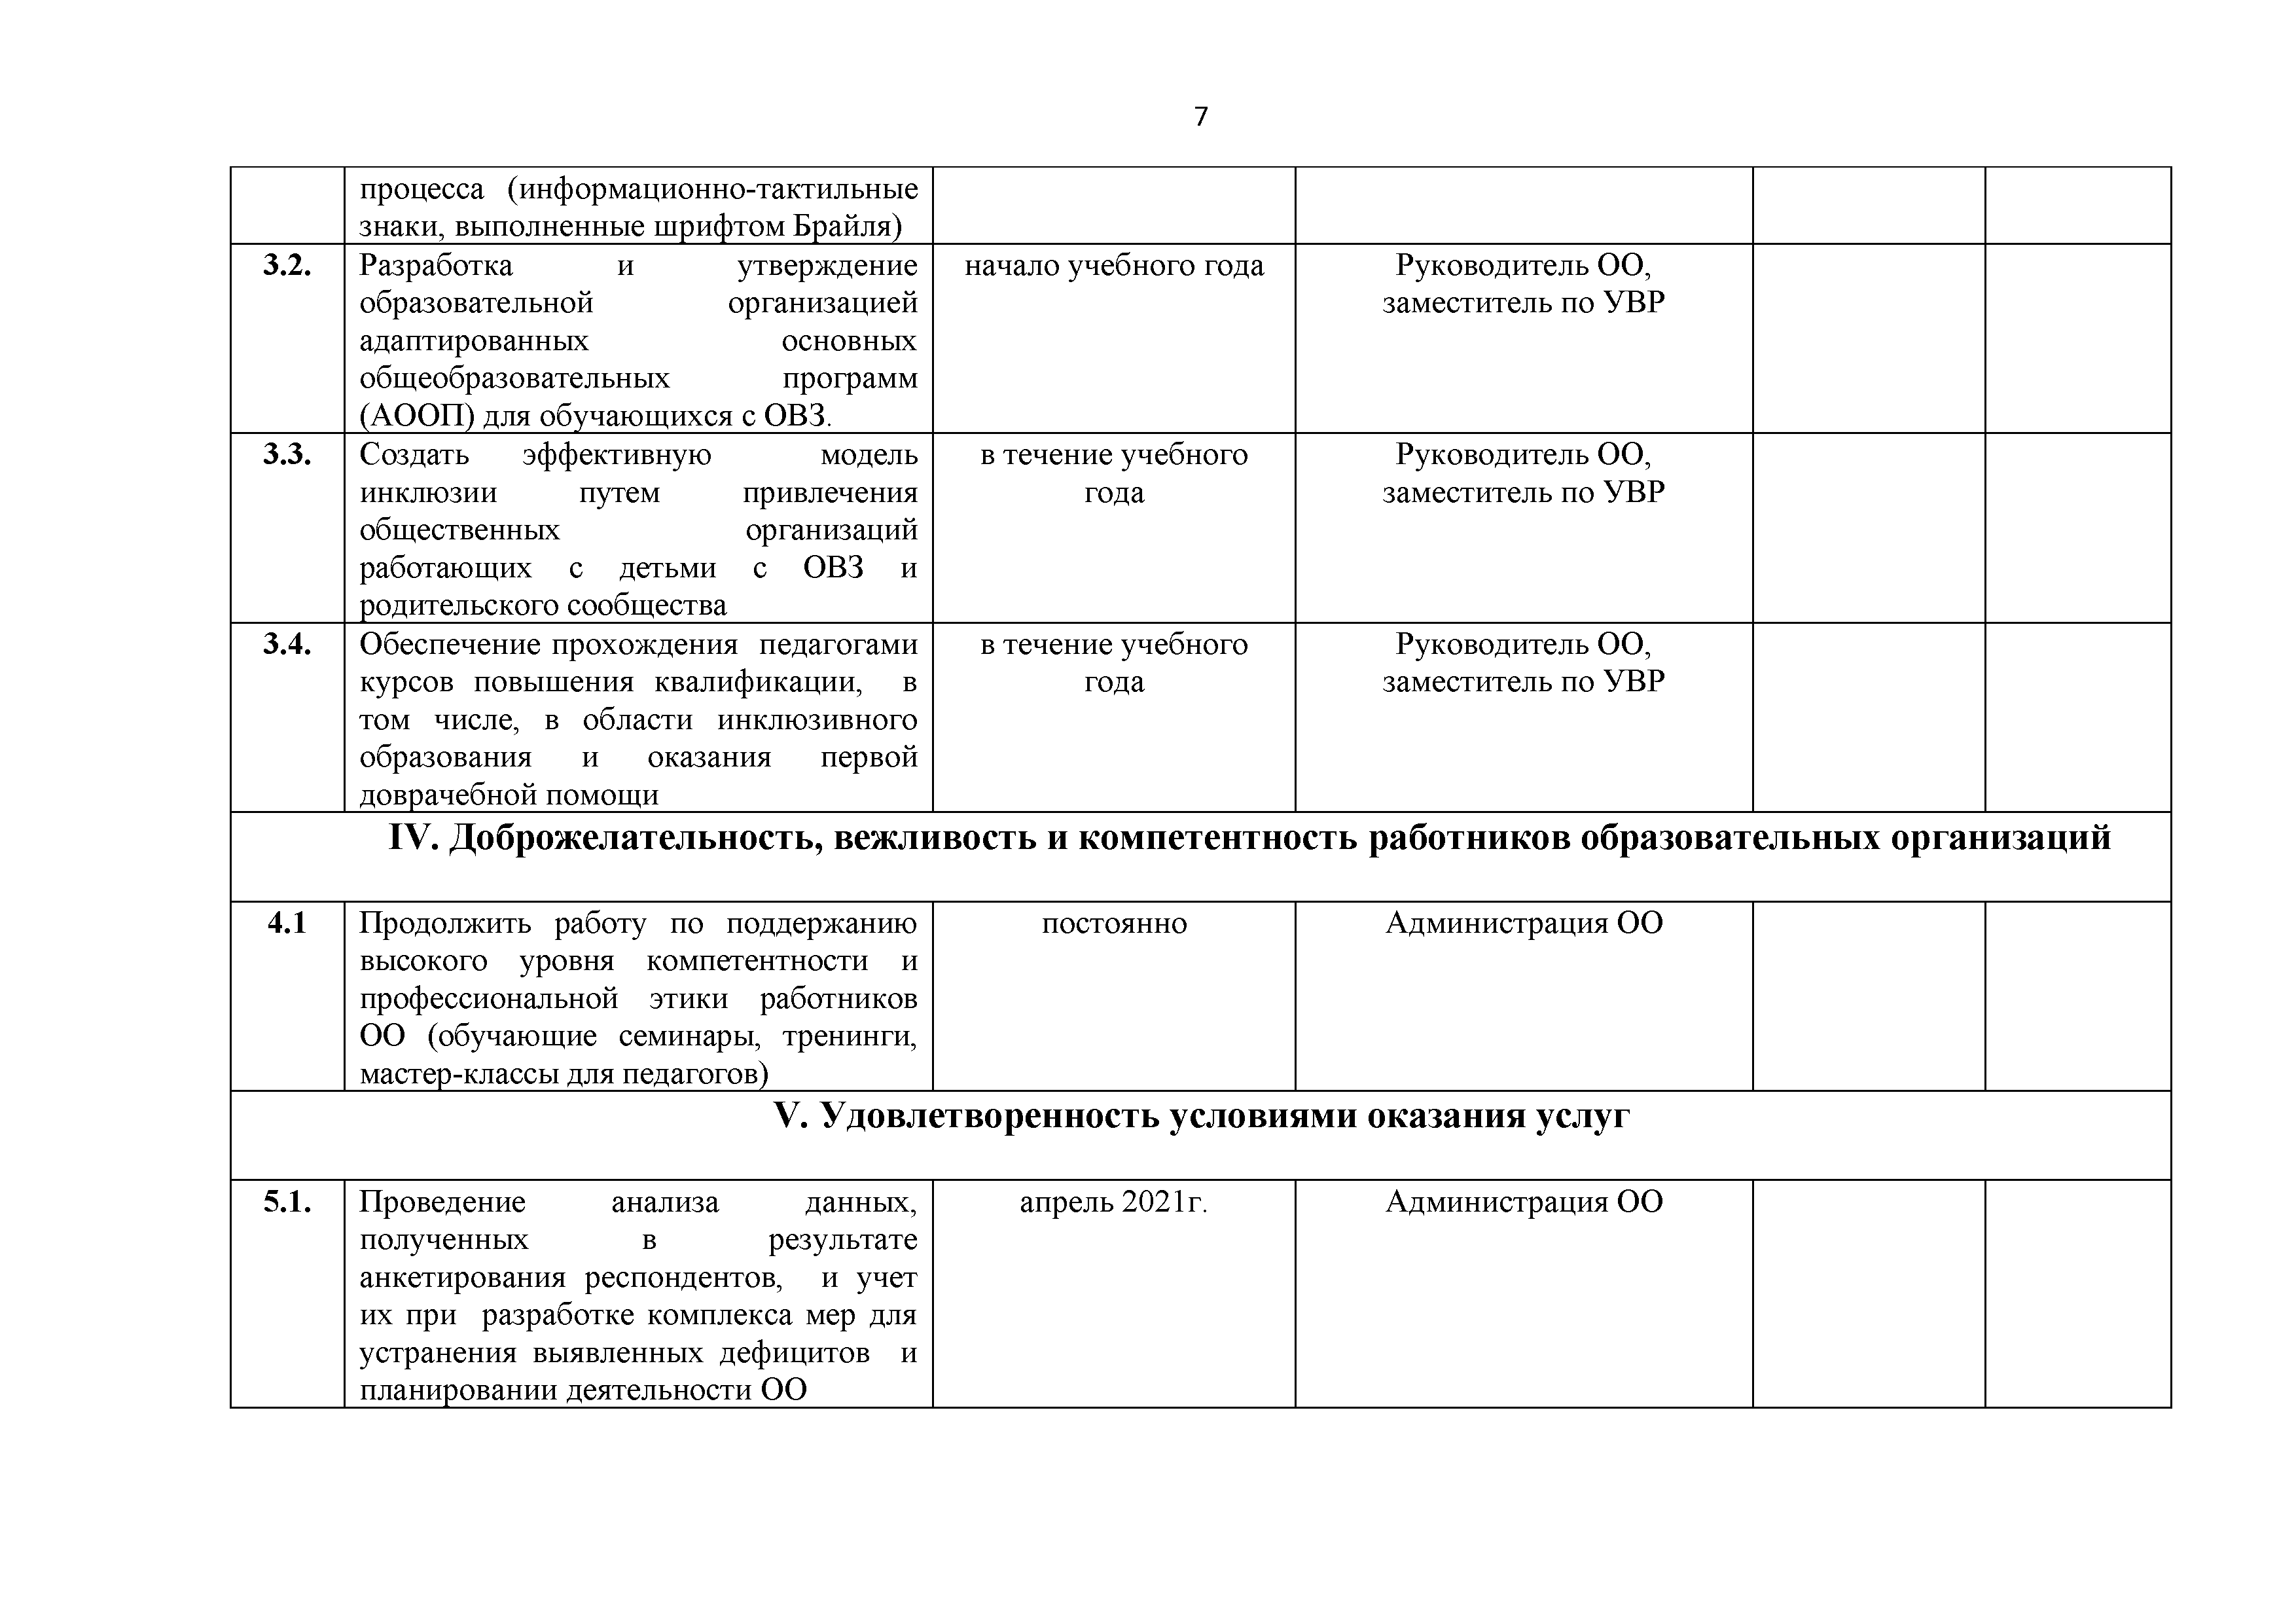 7
процесса (информационно-тактильные
знаки, выполненные шрифтом Брайля)
3.2.
Разработка и утверждение
образовательной организацией
адаптированных основных
общеобразовательных программ
(АООП) для обучающихся с ОВЗ.
начало учебного года
Руководитель ОО,
заместитель по УВР
3.3.
Создать эффективную модель
инклюзии путем привлечения
общественных организаций
работающих с детьми с ОВЗ и
родительского сообщества
в течение учебного
года
Руководитель ОО,
заместитель по УВР
3.4.
Обеспечение прохождения педагогами
курсов повышения квалификации, в
том числе, в области инклюзивного
образования и оказания первой
доврачебной помощи
в течение учебного
года
Руководитель ОО,
заместитель по УВР
IV. Доброжелательность, вежливость и компетентность работников образовательных организаций
4.1
Продолжить работу по поддержанию
высокого уровня компетентности и
профессиональной этики работников
ОО (обучающие семинары, тренинги,
мастер-классы для педагогов)
постоянно
Администрация ОО
V. Удовлетворенность условиями оказания услуг
5.1.
Проведение анализа данных,
полученных в результате
анкетирования респондентов, и учет
их при разработке комплекса мер для
устранения выявленных дефицитов и
планировании деятельности ОО
апрель 2021г.
Администрация ОО